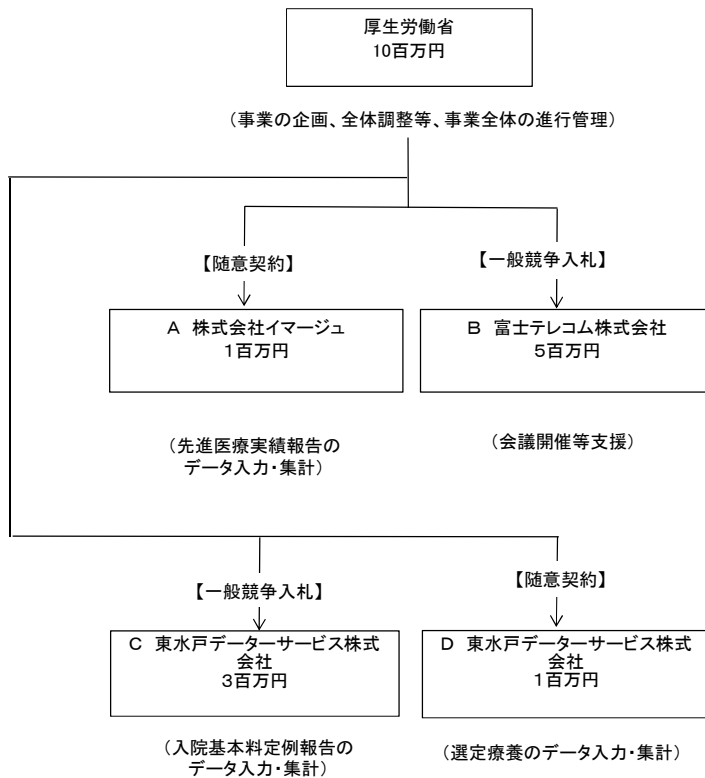 厚生労働省
10百万円
（事業の企画、全体調整等、事業全体の進行管理）
【随意契約】
【一般競争入札】
A　株式会社イマージュ
1百万円
B　富士テレコム株式会社
5百万円
（先進医療実績報告の
データ入力・集計）
（会議開催等支援）
【一般競争入札】
【随意契約】
C　東水戸データーサービス株式
会社
3百万円
D　東水戸データーサービス株式
会社
1百万円
（入院基本料定例報告の
データ入力・集計）
（選定療養のデータ入力・集計）